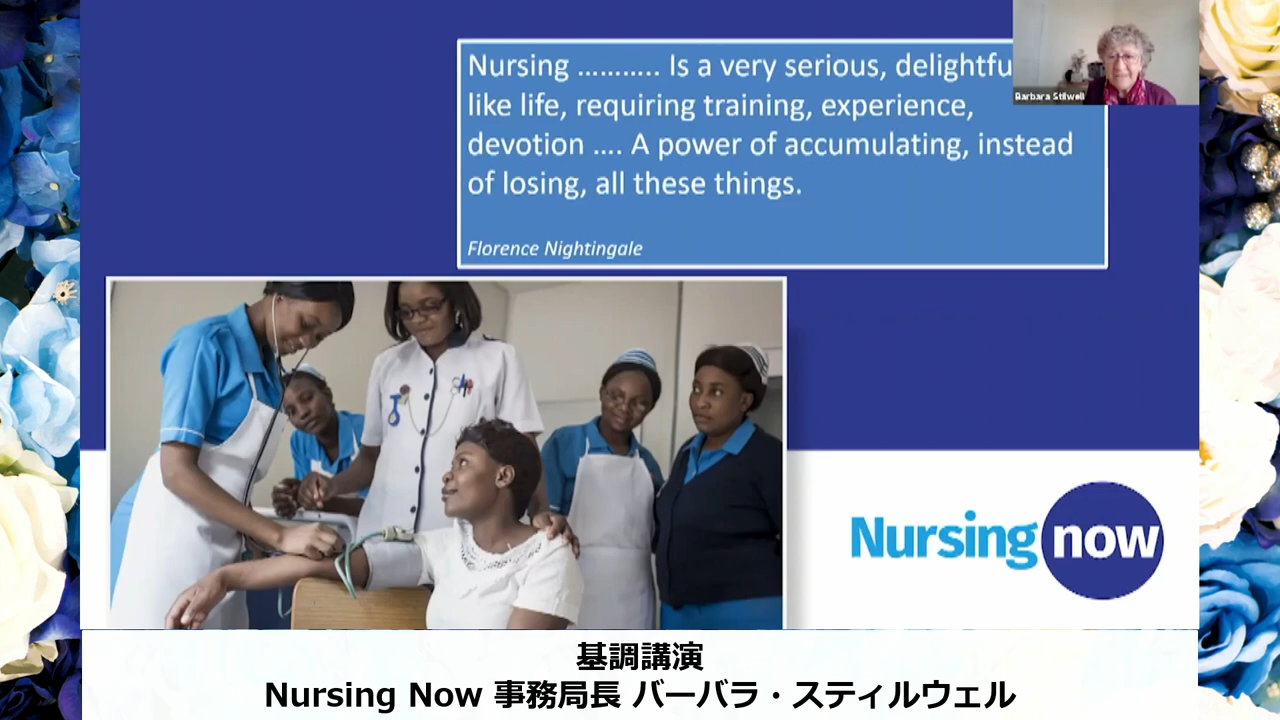 Nursing ……….. Is a very serious, delightfu
like life, requiring training, experience,
devotion …. A power of accumulating, instead
of losing, all these things.
Florence Nightingale
Barbara Stilwell
Nursing now
基調講演
Nursing Now 事務局長 バーバラ・スティルウェル